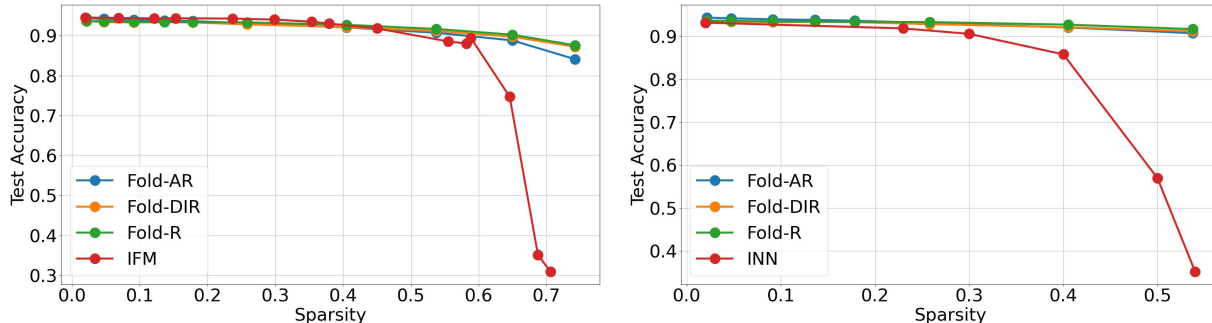 Test Accuracy
0.9
0.8
0.7
0.6
0.5
0.4
0.3
Fold-AR
Fold-DIR
Fold-R
IFM
0.0 0.1 0.2 0.3 0.4 0.5 0.6 0.7
Sparsity
Test Accuracy
0.9
0.8
0.7
0.6
0.5
0.4
Fold-AR
Fold-DIR
Fold-R
INN
0.0 0.1 0.2 0.3 0.4 0.5
Sparsity